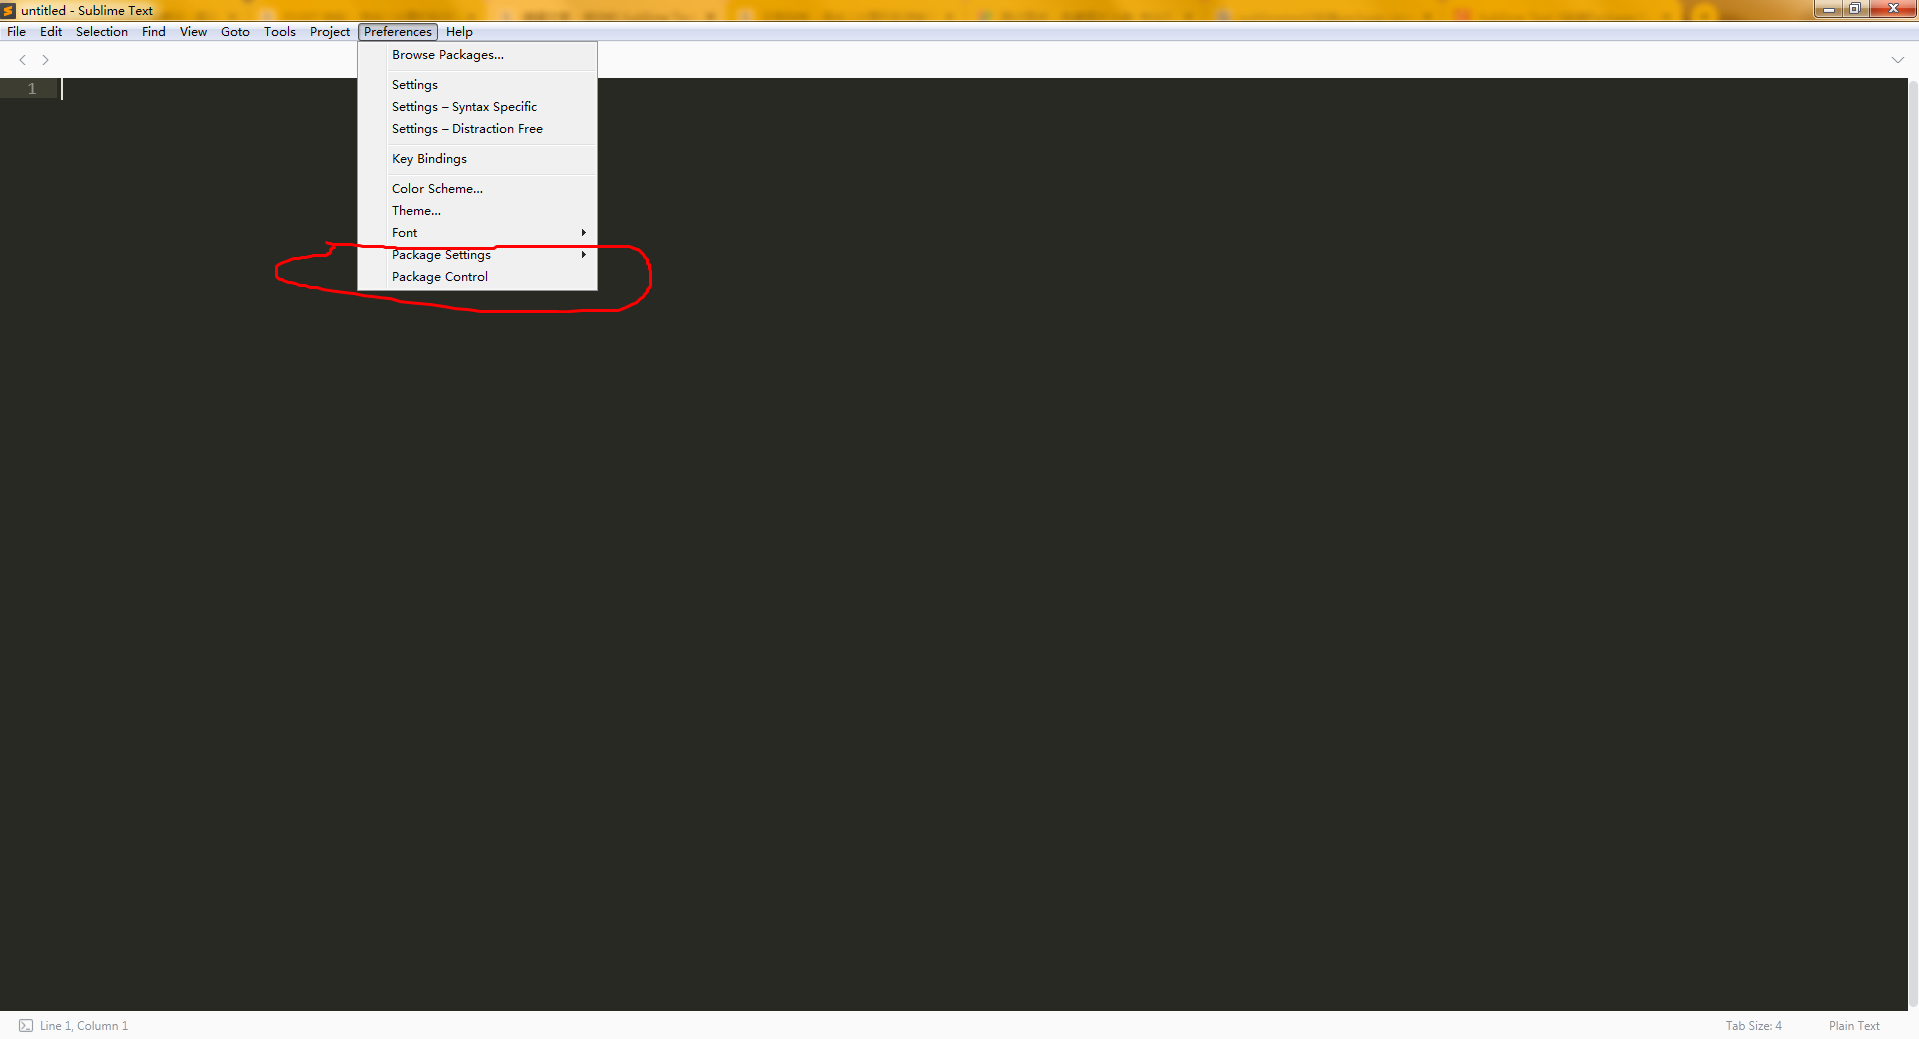 untitled - Sublime Text
File Edit Selection Find View Goto Tools Project Preferences Help
Browse Packages...
Settings
Settings – Syntax Specific
Settings – Distraction Free
Key Bindings
Color Scheme...
Theme...
Font
Package Settings
Package Control
1
Line 1, Column 1
Tab Size: 4
Plain Text